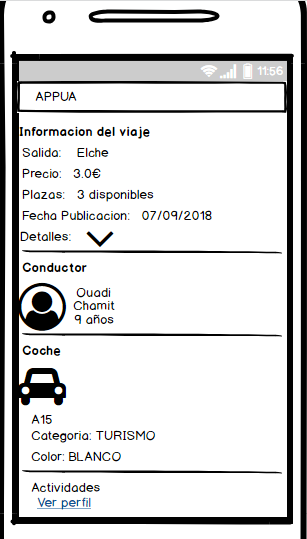 11:56
APPUA
Informacion del viaje
Salida: Elche
Precio: 3.0€
Plazas: 3 disponibles
Fecha Publicacion: 07/09/2018
Detalles:
Conductor
Ouadi
Chamit
9 años
Coche
A15
Categoria: TURISMO
Color: BLANCO
Actividades
Ver perfil